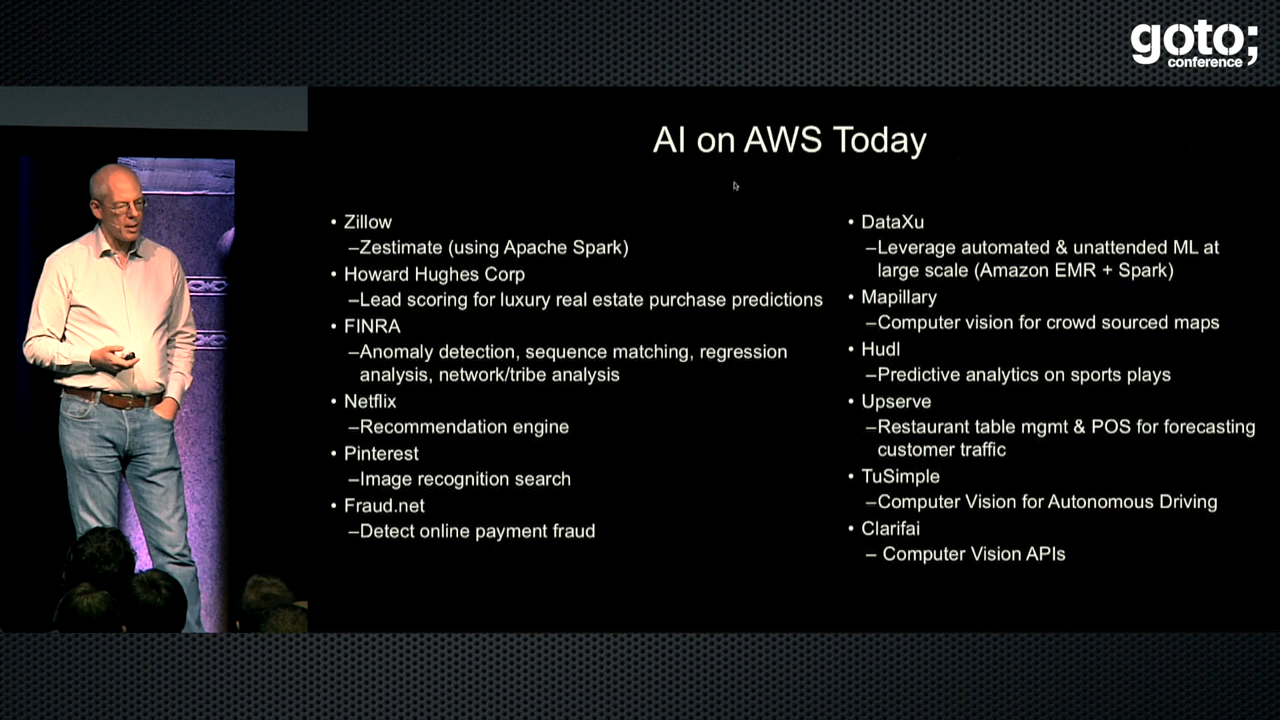 goto;
conference
AI on AWS Today
• Zillow
–Zestimate (using Apache Spark)
• Howard Hughes Corp
–Lead scoring for luxury real estate purchase predictions
• FINRA
–Anomaly detection, sequence matching, regression
analysis, network/tribe analysis
• Netflix
–Recommendation engine
• Pinterest
–Image recognition search
• Fraud.net
–Detect online payment fraud
• DataXu
–Leverage automated & unattended ML at
large scale (Amazon EMR + Spark)
• Mapillary
–Computer vision for crowd sourced maps
• Hudl
–Predictive analytics on sports plays
• Upserve
–Restaurant table mgmt & POS for forecasting
customer traffic
• TuSimple
–Computer Vision for Autonomous Driving
• Clarifai
– Computer Vision APIs